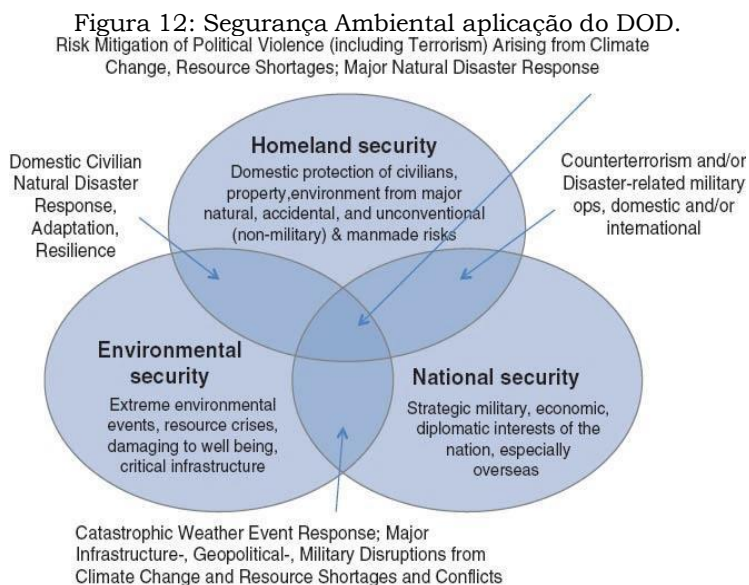 Figura 12: Segurança Ambiental aplicação do DOD.
Risk Mitigation of Political Violence (including Terrorism) Arising from Climate
Change, Resource Shortages; Major Natural Disaster Response
Homeland security
Domestic protection of civilians,
property,environment from major
natural, accidental, and unconventional
(non-military) & manmade risks
Domestic Civilian
Natural Disaster
Response,
Adaptation,
Resilience
Counterterrorism and/or
Disaster-related military
ops, domestic and/or
international
Environmental
security
Extreme environmental
events, resource crises,
damaging to well being,
critical infrastructure
National security
Strategic military, economic,
diplomatic interests of the
nation, especially
overseas
Catastrophic Weather Event Response; Major
Infrastructure-, Geopolitical-, Military Disruptions from
Climate Change and Resource Shortages and Conflicts